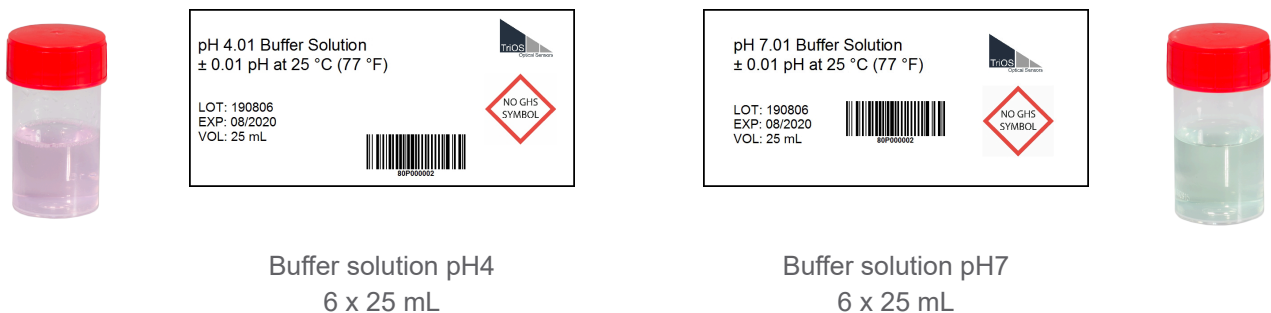 pH 4.01 Buffer Solution
± 0.01 pH at 25 °C (77 °F)
TriOS
Optical Sensors
LOT: 190806
EXP: 08/2020
VOL: 25 mL
NO GHS
SYMBOL
80P000002
Buffer solution pH4
6 x 25 mL
pH 7.01 Buffer Solution
± 0.01 pH at 25 °C (77 °F)
TriOS
Optical Sensors
LOT: 190806
EXP: 08/2020
VOL: 25 mL
80P000002
NO GHS
SYMBOL
Buffer solution pH7
6 x 25 mL